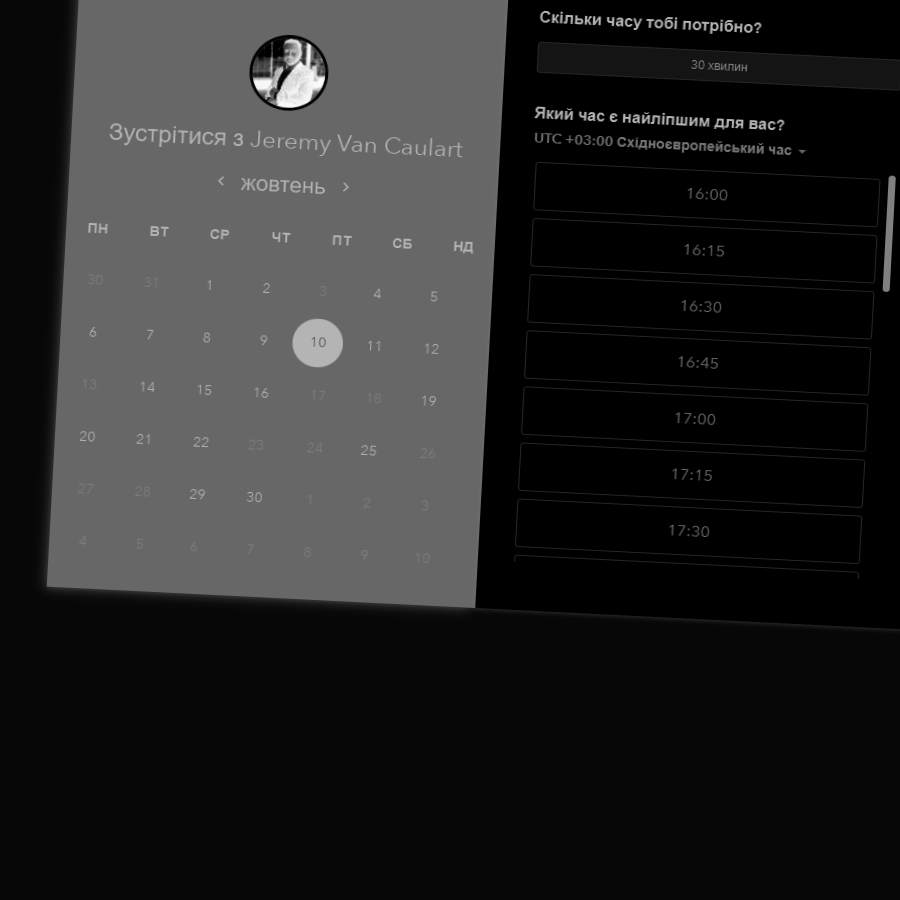 Зустрітися з Jeremy Van Caulart
жовтень
ПН ВТ СР ЧТ ПТ СБ НД
30 31 1 2 3 4 5
6 7 8 9 10 11 12
13 14 15 16 17 18 19
20 21 22 23 24 25 26
27 28 29 30 1 2 3
4 5 6 7 8 9 10
Скільки часу тобі потрібно?
30 хвилин
Який час є найліпшим для вас?
UTC +03:00 Східноєвропейський час
16:00
16:15
16:30
16:45
17:00
17:15
17:30